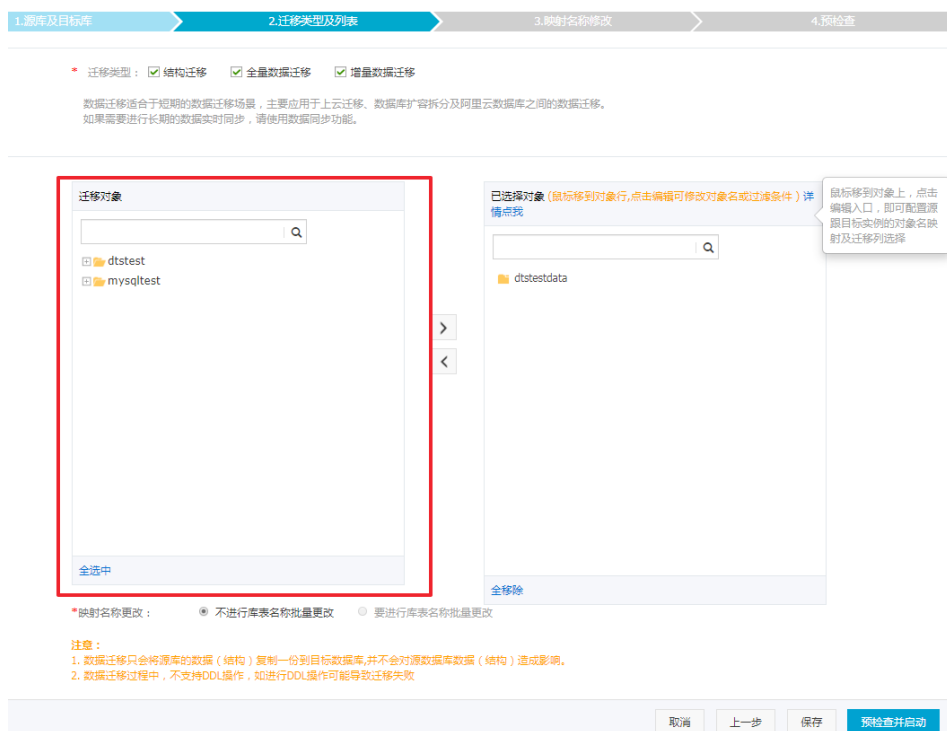 1.源库及目标库
2.迁移类型及列表
3.映射名称修改
4.预检查
* 迁移类型： 结构迁移 全量数据迁移 增量数据迁移
数据迁移适合于短期的数据迁移场景，主要应用于上云迁移、数据库扩容拆分及阿里云数据库之间的数据迁移。
如果需要进行长期的数据实时同步，请使用数据同步功能。
迁移对象
dtstest
mysqltest
全选中
已选择对象 (鼠标移到对象行,点击编辑可修改对象名或过滤条件）详
情点我
dtstestdata
全移除
鼠标移到对象上，点击
编辑入口，即可配置源
跟目标实例的对象名映
射及迁移列选择
*映射名称更改： 不进行库表名称批量更改 要进行库表名称批量更改
注意：
1. 数据迁移只会将源库的数据（结构）复制一份到目标数据库,并不会对源数据库数据（结构）造成影响。
2. 数据迁移过程中，不支持DDL操作，如进行DDL操作可能导致迁移失败
取消 上一步 保存 预检查并启动